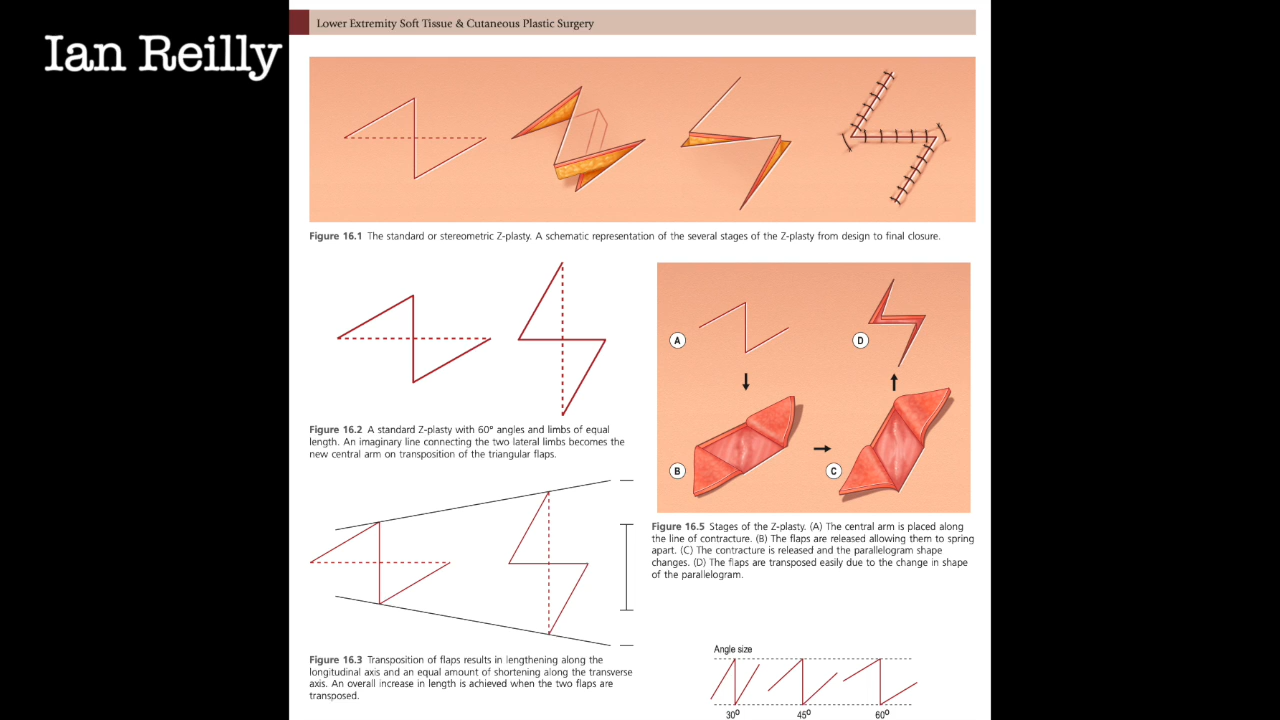 Ian Reilly
Lower Extremity Soft Tissue & Cutaneous Plastic Surgery
Figure 16.1 The standard or stereometric Z-plasty. A schematic representation of the several stages of the Z-plasty from design to final closure.
Figure 16.2 A standard Z-plasty with 60° angles and limbs of equal
length. An imaginary line connecting the two lateral limbs becomes the
new central arm on transposition of the triangular flaps.
A
D
B
C
Figure 16.5 Stages of the Z-plasty. (A) The central arm is placed along
the line of contracture. (B) The flaps are released allowing them to spring
apart. (C) The contracture is released and the parallelogram shape
changes. (D) The flaps are transposed easily due to the change in shape
of the parallelogram.
Figure 16.3 Transposition of flaps results in lengthening along the
longitudinal axis and an equal amount of shortening along the transverse
axis. An overall increase in length is achieved when the two flaps are
transposed.
Angle size
30° 45° 60°